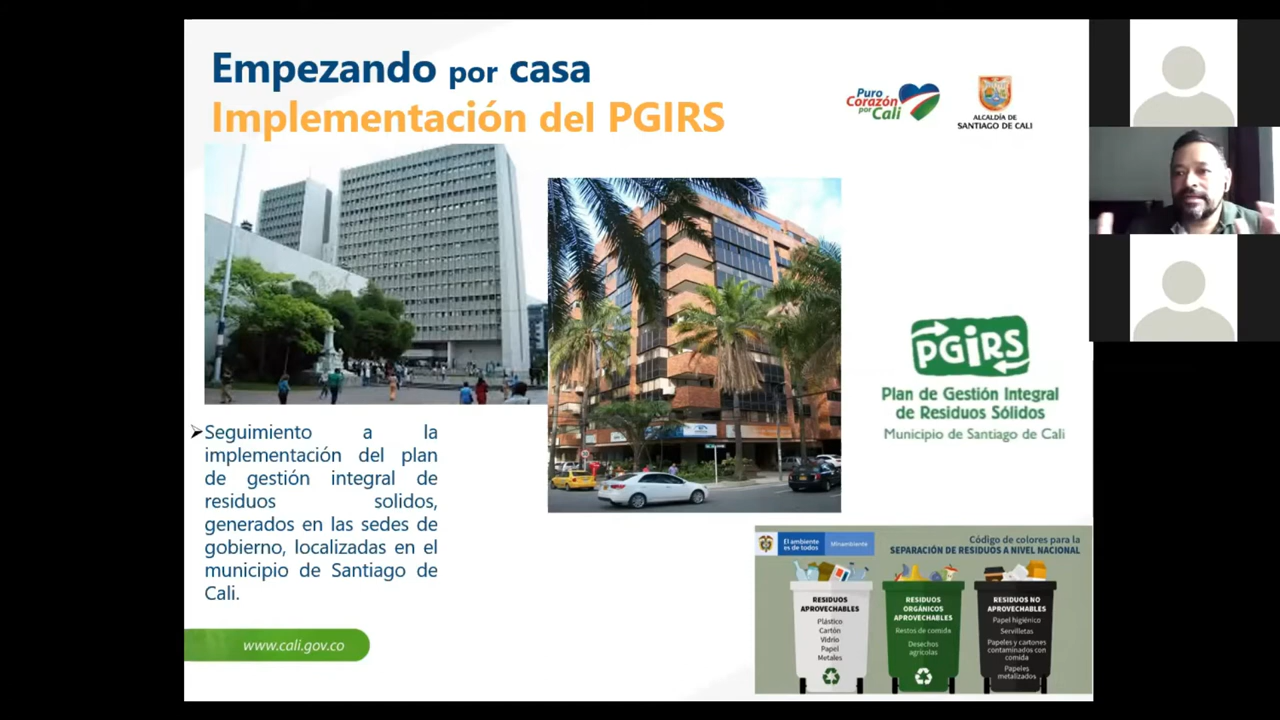 Empezando por casa
Implementación del PGIRS
Puro
Corazón
por
Cali
ALCALDÍA DE
SANTIAGO DE CALI
PGIRS
Plan de Gestión Integral
de Residuos Sólidos
Municipio de Santiago de Cali
Seguimiento a la
implementación del plan
de gestión integral de
residuos solidos,
generados en las sedes de
gobierno, localizadas en el
municipio de Santiago de
Cali.
www.cali.gov.co
El ambiente
es de todos
Minambiente
Código de colores para la
SEPARACIÓN DE RESIDUOS A NIVEL NACIONAL
RESIDUOS
APROVECHABLES
Plástico
Cartón
Vidrio
Papel
Metales
RESIDUOS
ORGÁNICOS
APROVECHABLES
Restos de comida
Desechos
agrícolas
RESIDUOS NO
APROVECHABLES
Papel higiénico
Servilletas
Papeles y cartones
contaminados con
comida
Papeles
metalizados